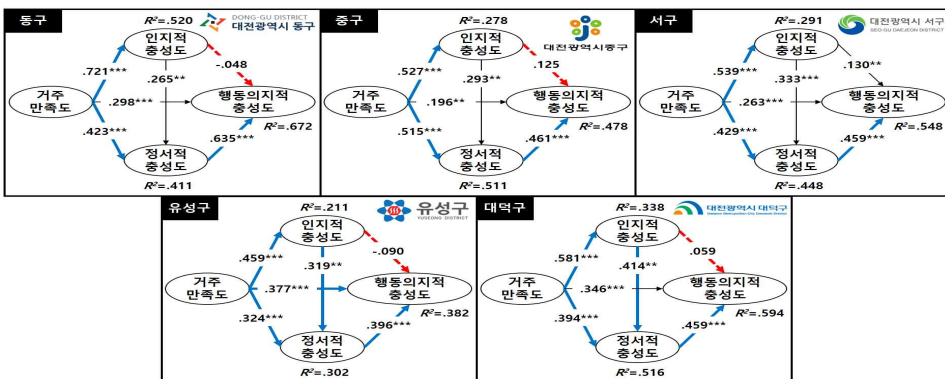 동구
R²=.520
DONG-GU DISTRICT
대전광역시 동구
인지적
충성도
.721***
.265**
-.048
거주
만족도
.298***
행동의지적
충성도
R²=.672
.423***
.635***
정서적
충성도
R²=.411
중구
R²=.278
대전광역시중구
인지적
충성도
.527***
.293**
.125
거주
만족도
.196**
행동의지적
충성도
R²=.478
.515***
.461***
정서적
충성도
R²=.511
서구
R²=.291
대전광역시 서구
SEO-GU DAEJEON DISTRICT
인지적
충성도
.539***
.333***
.130**
거주
만족도
.263***
행동의지적
충성도
R²=.548
.429***
.459***
정서적
충성도
R²=.448
유성구
R²=.211
유성구
YUSEONG DISTRICT
인지적
충성도
.459***
.319**
-.090
거주
만족도
.377***
행동의지적
충성도
R²=.382
.324***
.396***
정서적
충성도
R²=.302
대덕구
R²=.338
대전광역시 대덕구
인지적
충성도
.581***
.414**
.059
거주
만족도
.346***
행동의지적
충성도
R²=.594
.394***
.459***
정서적
충성도
R²=.516